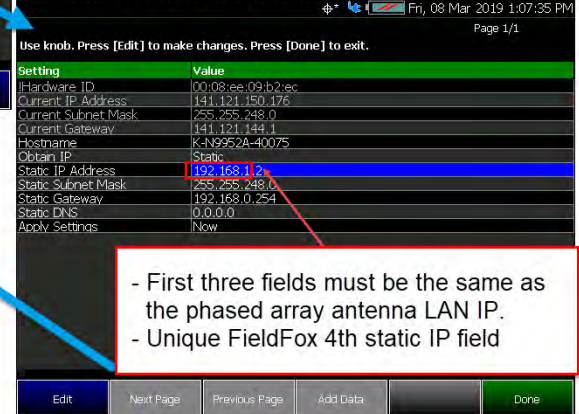 Fri, 08 Mar 2019 1:07:35 PM
Page 1/1
Use knob. Press [Edit] to make changes. Press [Done] to exit.
Setting Value
!Hardware ID 00:08:ee:09:b2:ec
Current IP Address 141.121.150.176
Current Subnet Mask 255.255.248.0
Current Gateway 141.121.144.1
Hostname K-N9952A-40075
Obtain IP Static
Static IP Address 192.168.1.2
Static Subnet Mask 255.255.248.0
Static Gateway 192.168.0.254
Static DNS 0.0.0.0
Apply Settings Now
- First three fields must be the same as
the phased array antenna LAN IP.
- Unique FieldFox 4th static IP field
Edit Next Page Previous Page Add Data Done